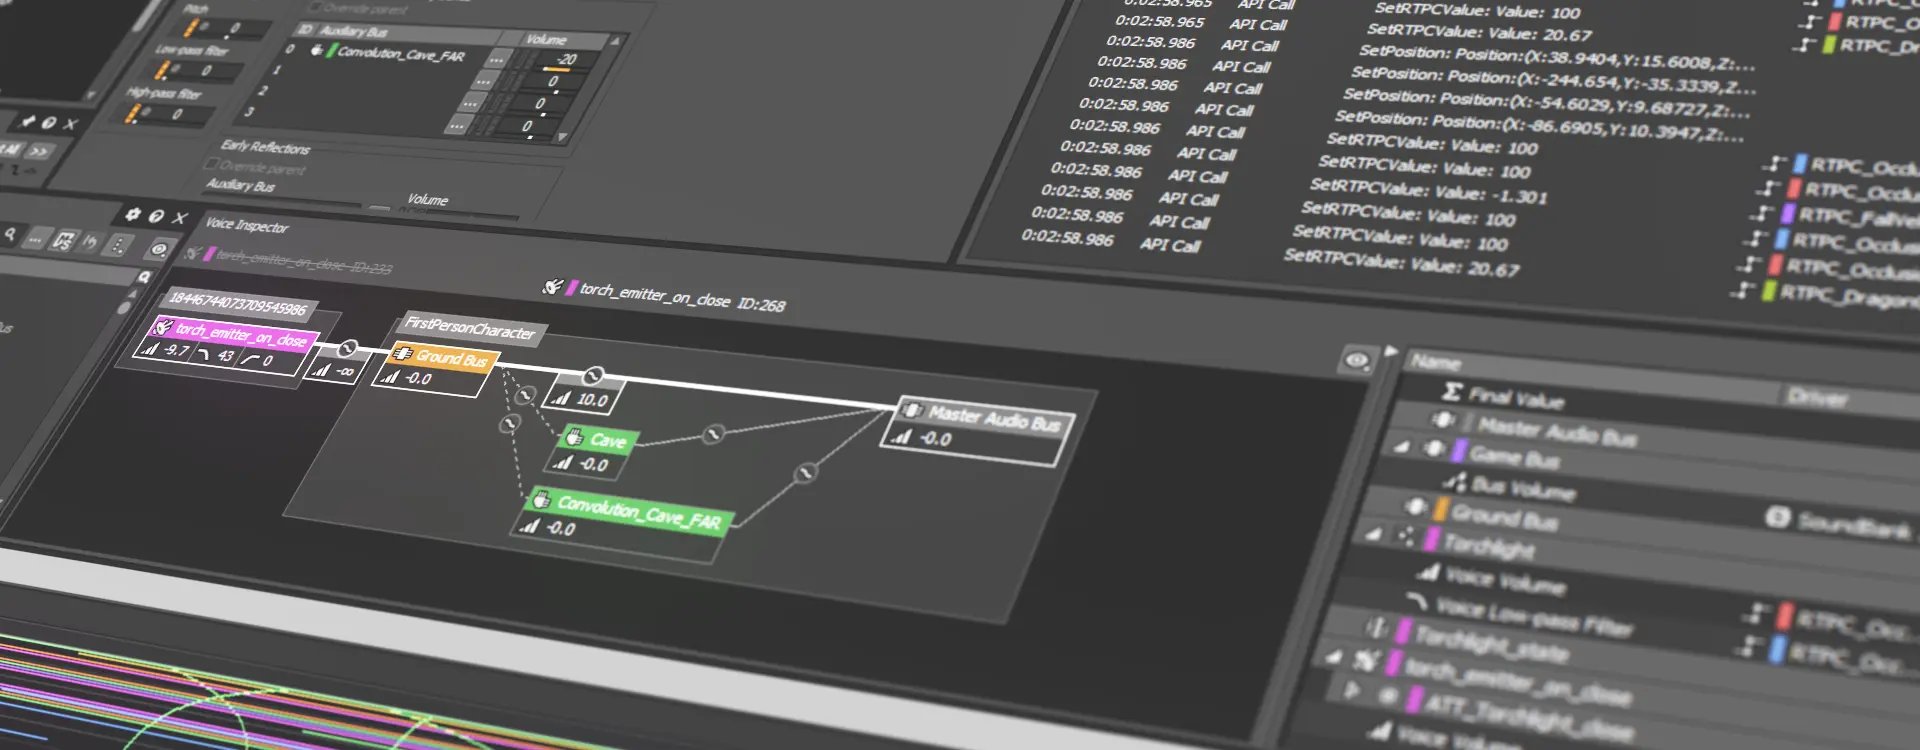 Pitch
0
Low-pass filter
0
High-pass filter
0
Override parent
ID Auxiliary Bus
Volume
0 Convolution_Cave_FAR
-20
1
0
2
0
3
0
Early Reflections
Override parent
Auxiliary Bus
Volume
API Call
0:02:58.965 API Call
0:02:58.986 API Call
0:02:58.986 API Call
0:02:58.986 API Call
0:02:58.986 API Call
0:02:58.986 API Call
0:02:58.986 API Call
0:02:58.986 API Call
0:02:58.986 API Call
0:02:58.986 API Call
0:02:58.986 API Call
SetRTPCValue: Value: 100
SetRTPCValue: Value: 20.67
SetPosition: Position:(X:38.9404,Y:15.6008,Z:...
SetPosition: Position:(X:-244.654,Y:-35.3339,Z...
SetPosition: Position:(X:-54.6029,Y:9.68727,Z:...
SetPosition: Position:(X:-86.6905,Y:10.3947,Z:...
SetRTPCValue: Value: 100
SetRTPCValue: Value: 100
SetRTPCValue: Value: -1.301
SetRTPCValue: Value: 100
SetRTPCValue: Value: 100
SetRTPCValue: Value: 20.67
RTPC_O
RTPC_Dr
RTPC_Occlu
RTPC_Occlu
RTPC_FallVel
RTPC_Occlus
RTPC_Occlusio
RTPC_Dragon
Voice Inspector
torch_emitter_on_close ID:233
torch_emitter_on_close ID:268
18446744073709545986
torch_emitter_on_close
-9.7 43 0
-∞
FirstPersonCharacter
Ground Bus
-0.0
10.0
Cave
-0.0
Convolution_Cave_FAR
-0.0
Master Audio Bus
-0.0
Name
Driver
Final Value
Master Audio Bus
Game Bus
Bus Volume
SoundBank
Ground Bus
Torchlight
Voice Volume
Voice Low-pass Filter
RTPC_Occ...
RTPC_Occ...
Torchlight_state
torch_emitter_on_close
ATT_Torchlight_close
Voice Volume